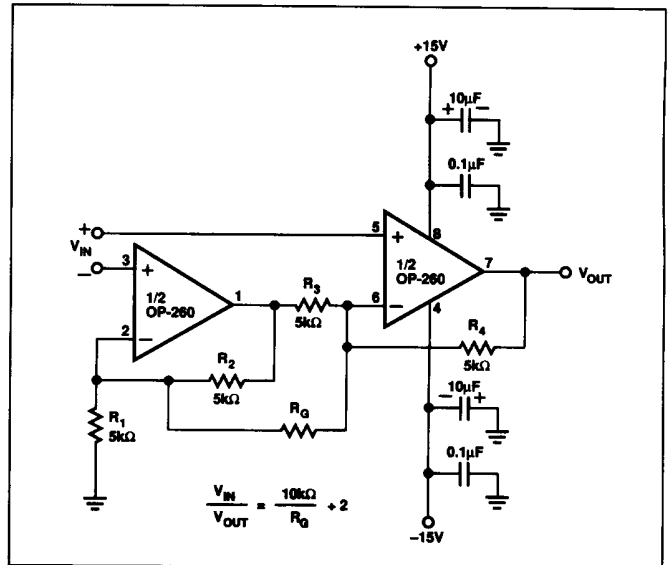 +15V
+ 10μF −
0.1μF
+
V_IN
−
3
+
1/2
OP-260
2
−
1
R_3
5kΩ
R_2
5kΩ
R_G
R_1
5kΩ
5
+
8
1/2
OP-260
6
−
4
7
V_OUT
R_4
5kΩ
− 10μF +
0.1μF
−15V
V_IN
V_OUT
=
10kΩ
R_G
+ 2